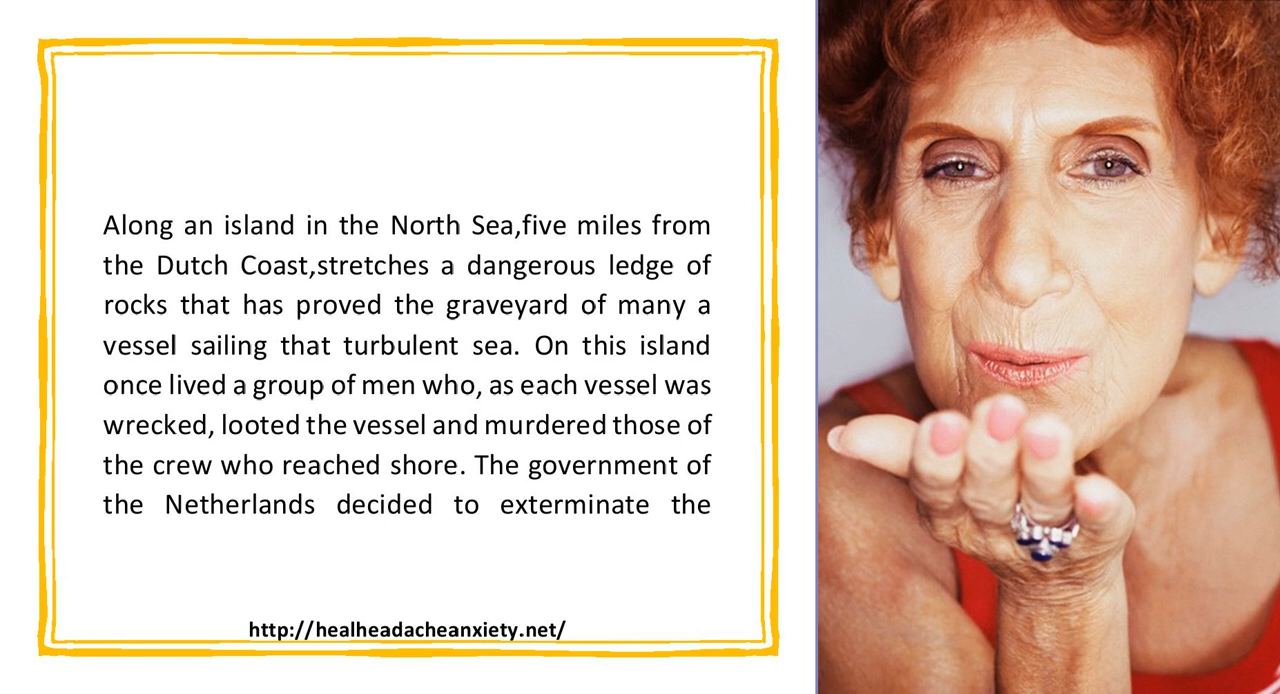 Along an island in the North Sea,five miles from
the Dutch Coast,stretches a dangerous ledge of
rocks that has proved the graveyard of many a
vessel sailing that turbulent sea. On this island
once lived a group of men who, as each vessel was
wrecked, looted the vessel and murdered those of
the crew who reached shore. The government of
the Netherlands decided to exterminate the
http://healheadacheanxiety.net/